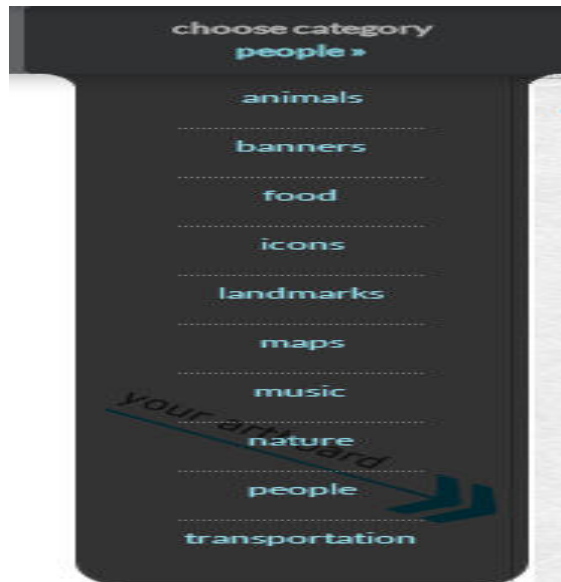 choose category
people »
animals
banners
food
icons
landmarks
maps
music
your artboard
nature
people
transportation